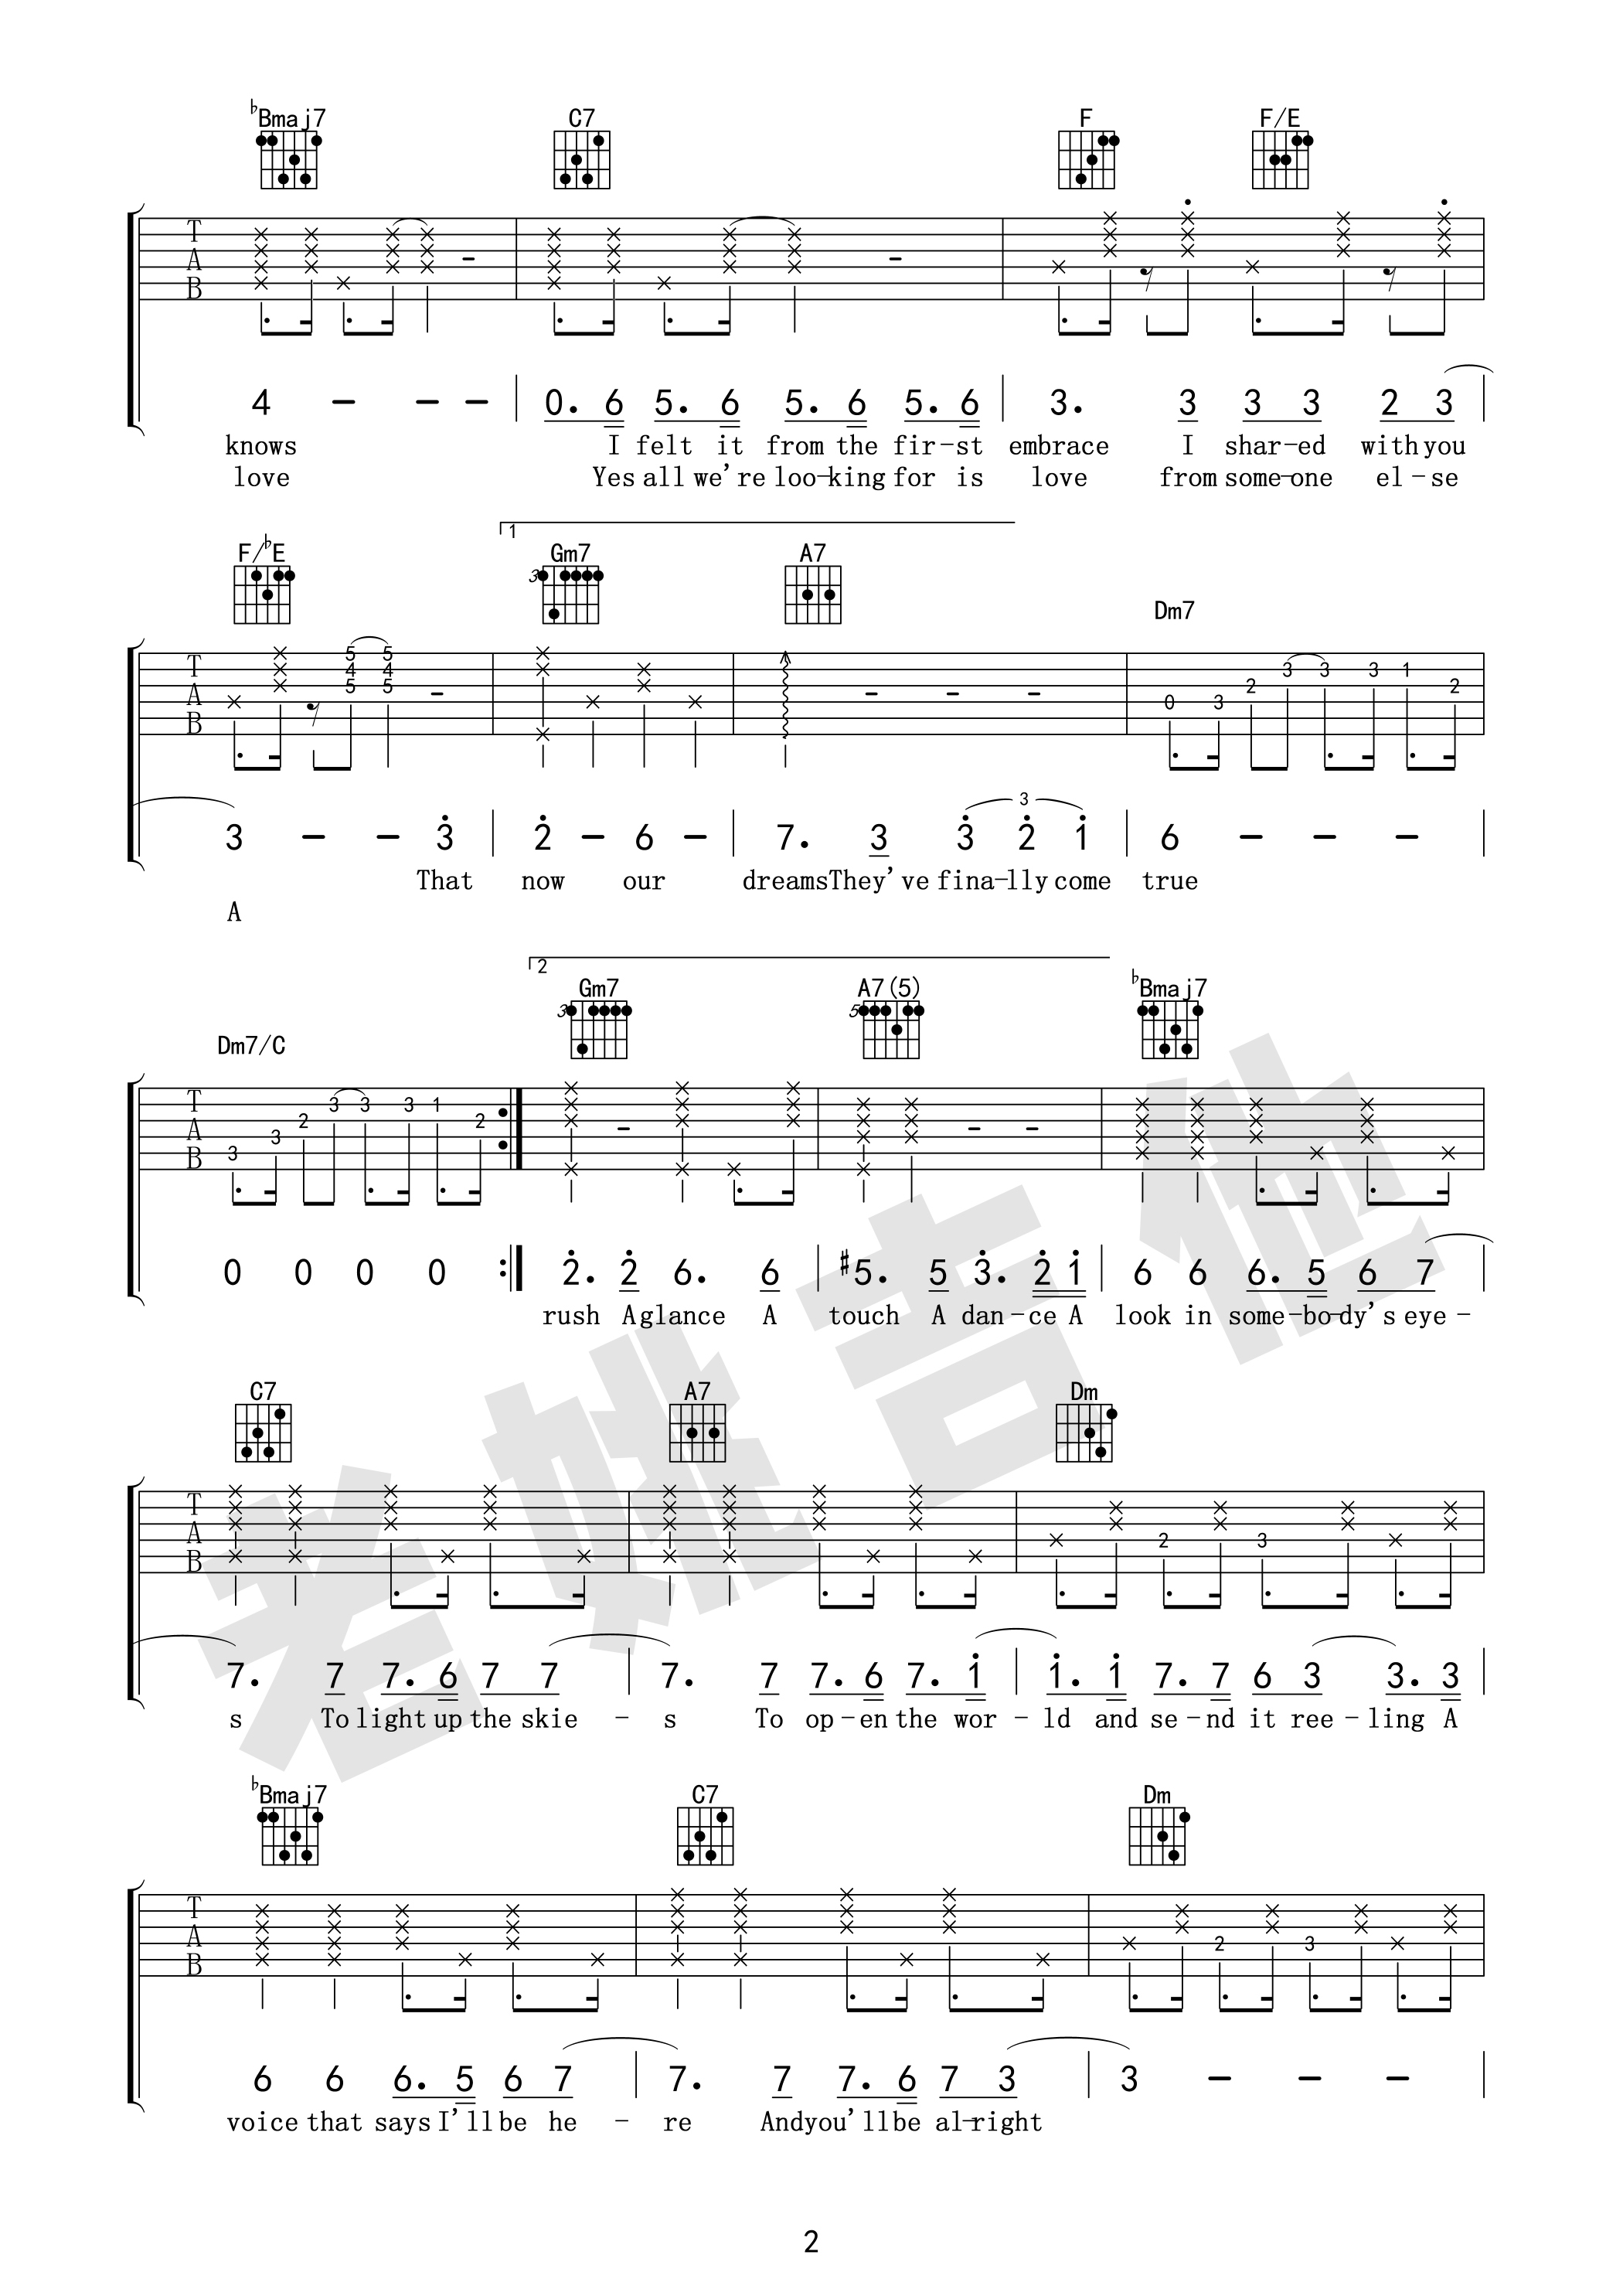 ♭Bmaj7 C7 F F/E
T
A
B
4 - - - 0. 6 5. 6 5. 6 5. 6 3. 3 3 3 2 3
knows I felt it from the fir-st embrace I shar-ed with you
love Yes all we're loo-king for is love from some-one el-se
1
F/♭E Gm7 A7 Dm7
3
T 5 5 3 3 3 1
A 4 4 2 2
B 5 5 0 3
3 - - 3 2 - 6 - 7. 3 3 2 1 6 - - -
3
That now our dreams They've fina-lly come true
A
2
Dm7/C Gm7 A7(5) ♭Bmaj7
3 5
T 3 3 3 1
A 2 2
B 3 3
0 0 0 0 :| 2. 2 6. 6 ♯5. 5 3. 2 1 6 6 6. 5 6 7
rush A glance A touch A dan-ce A look in some-bo-dy's eye-
C7 A7 Dm
T
A 2 3
B
7. 7 7. 6 7 7 7. 7 7. 6 7. 1 1. 1 7. 7 6 3 3. 3
s To light up the skie - s To op-en the wor - ld and se-nd it ree-ling A
♭Bmaj7 C7 Dm
T
A 2 3
B
6 6 6. 5 6 7 7. 7 7. 6 7 3 3 - - -
voice that says I'll be he - re And you'll be al-right
老姚吉他
2